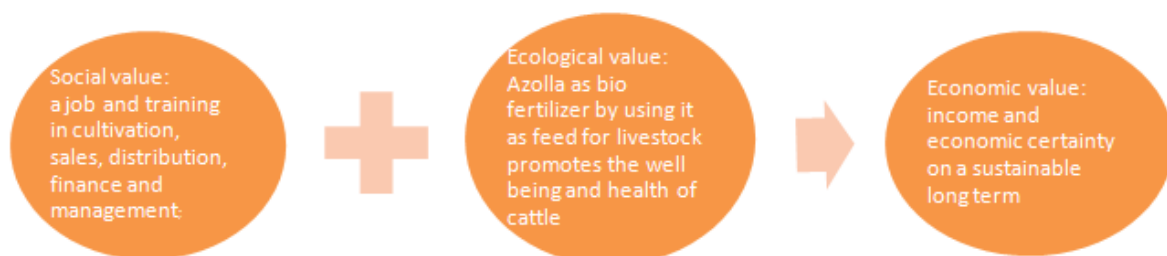 Social value:
a job and training
in cultivation,
sales, distribution,
finance and
management;
Ecological value:
Azolla as bio
fertilizer by using it
as feed for livestock
promotes the well
being and health of
cattle
Economic value:
income and
economic certainty
on a sustainable
long term